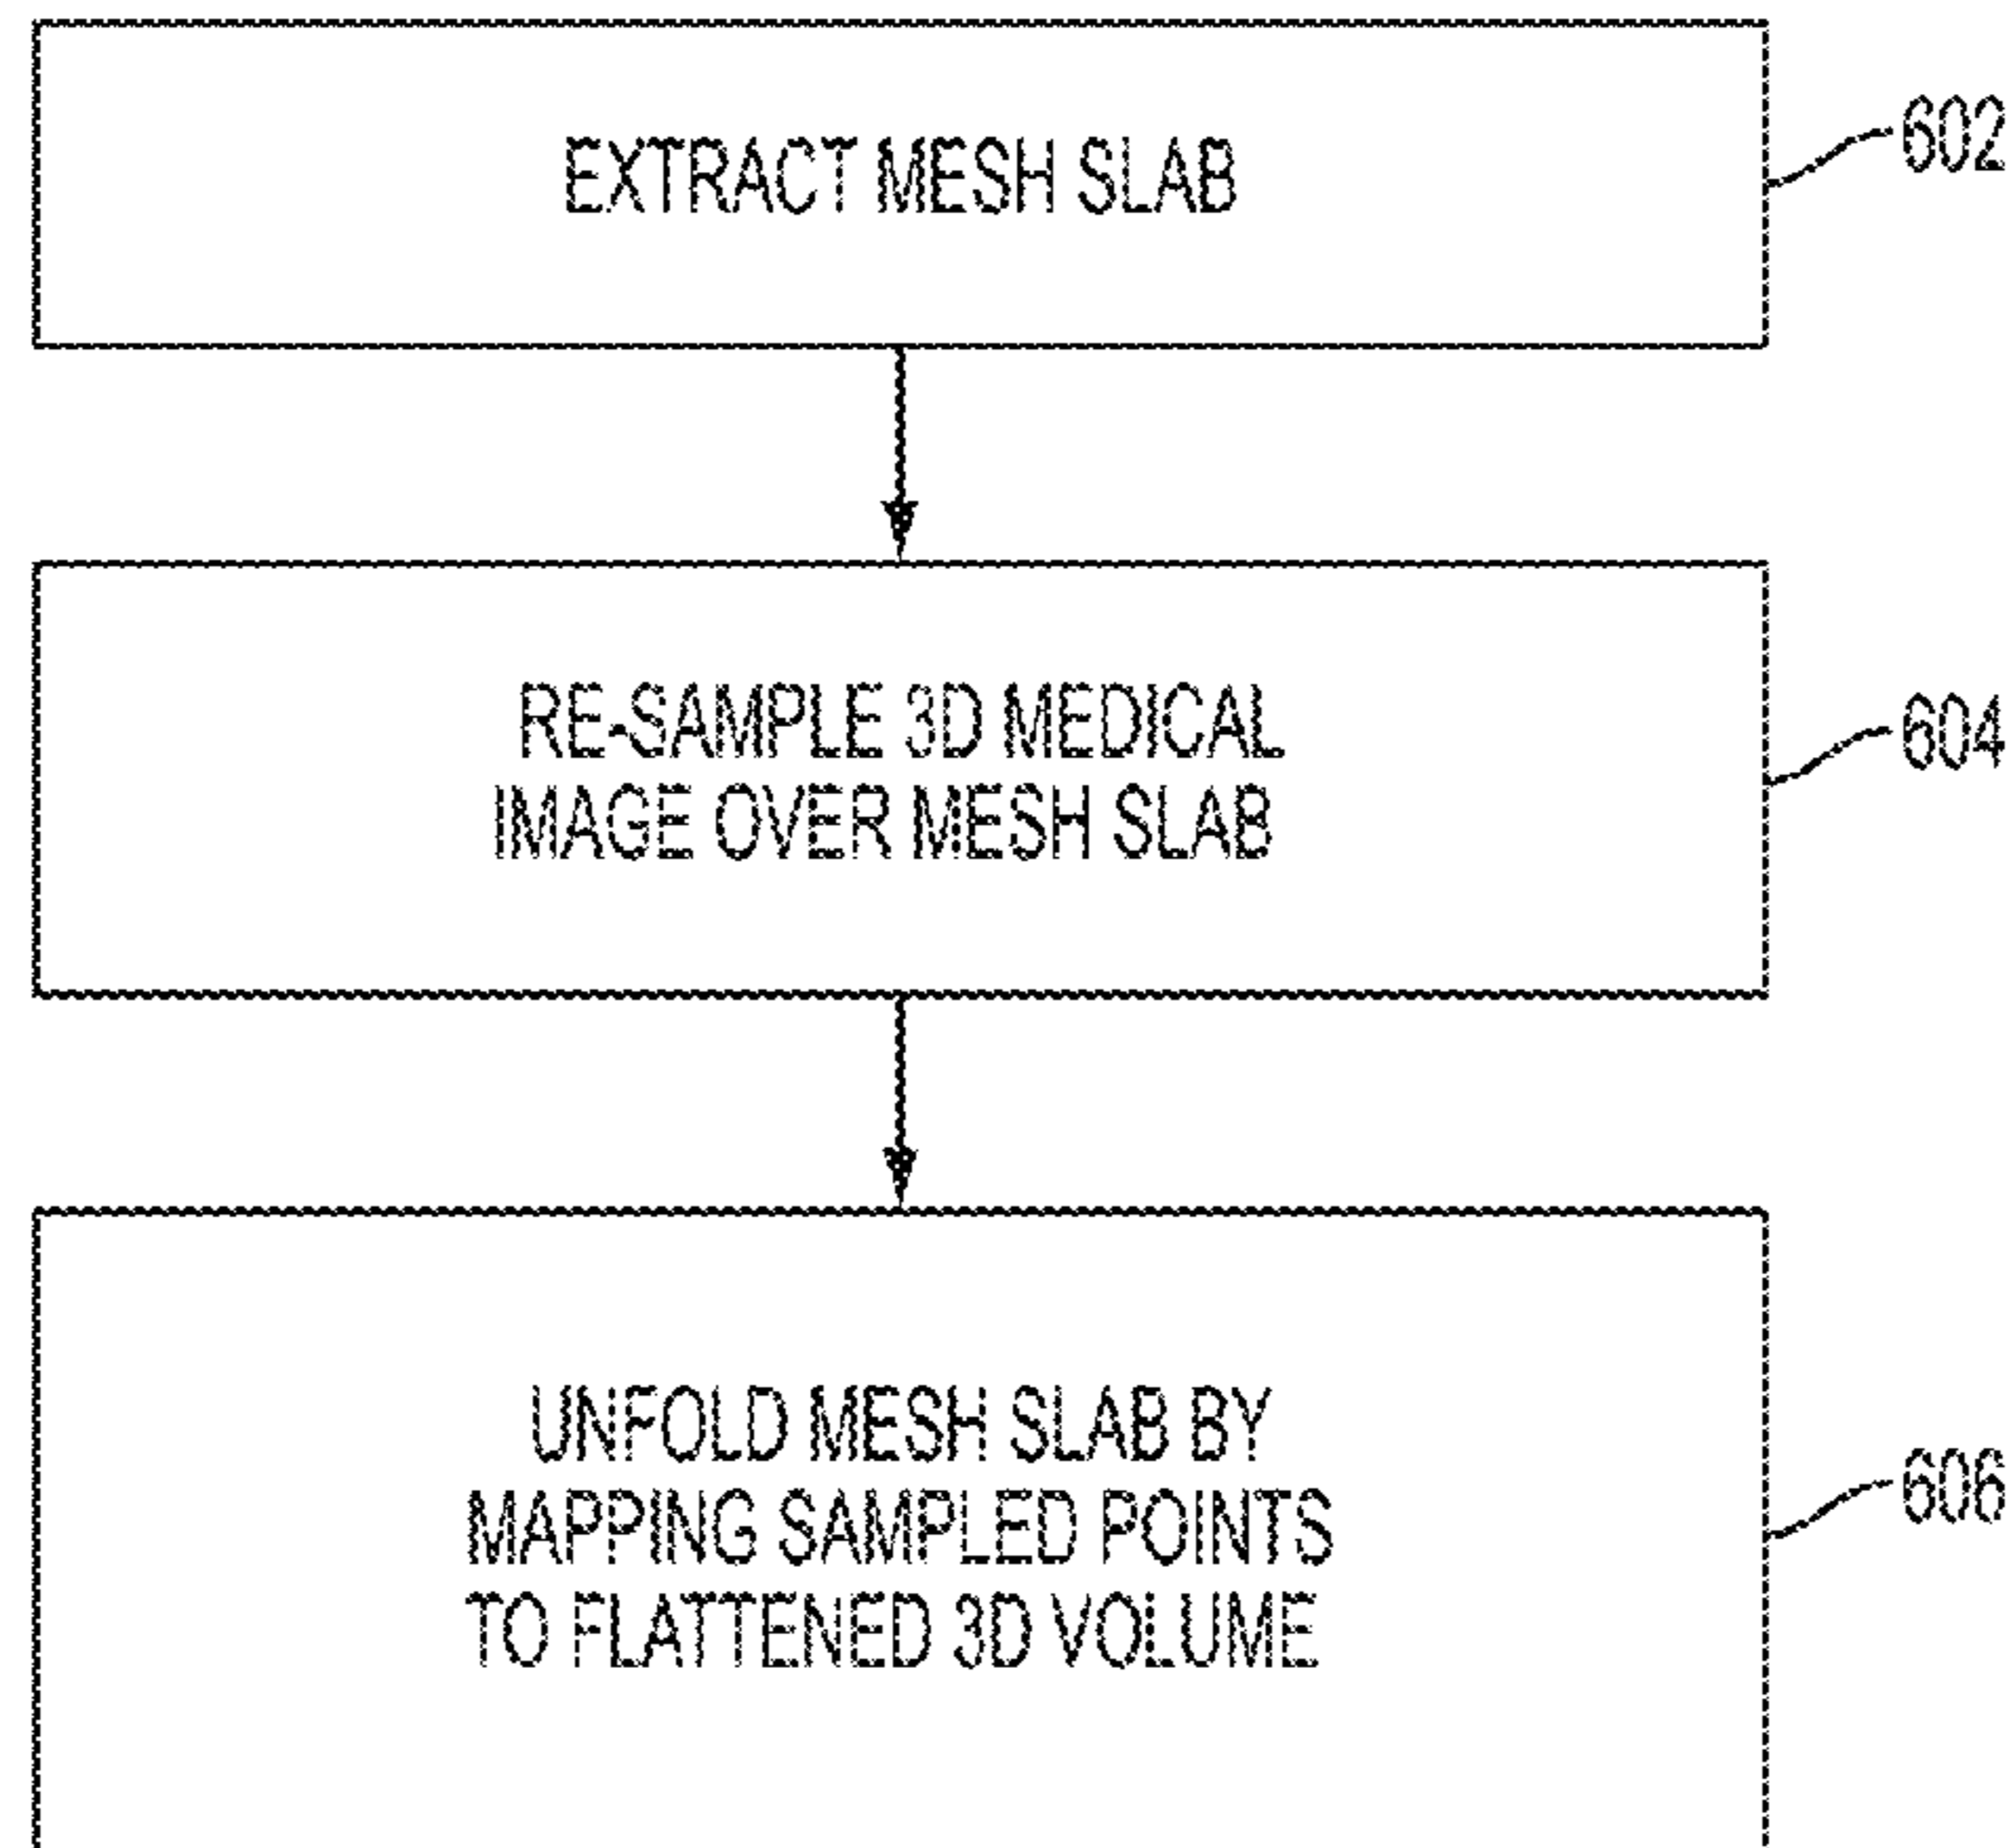 EXTRACT MESH SLAB
602
RE-SAMPLE 3D MEDICAL
IMAGE OVER MESH SLAB
604
UNFOLD MESH SLAB BY
MAPPING SAMPLED POINTS
TO FLATTENED 3D VOLUME
606